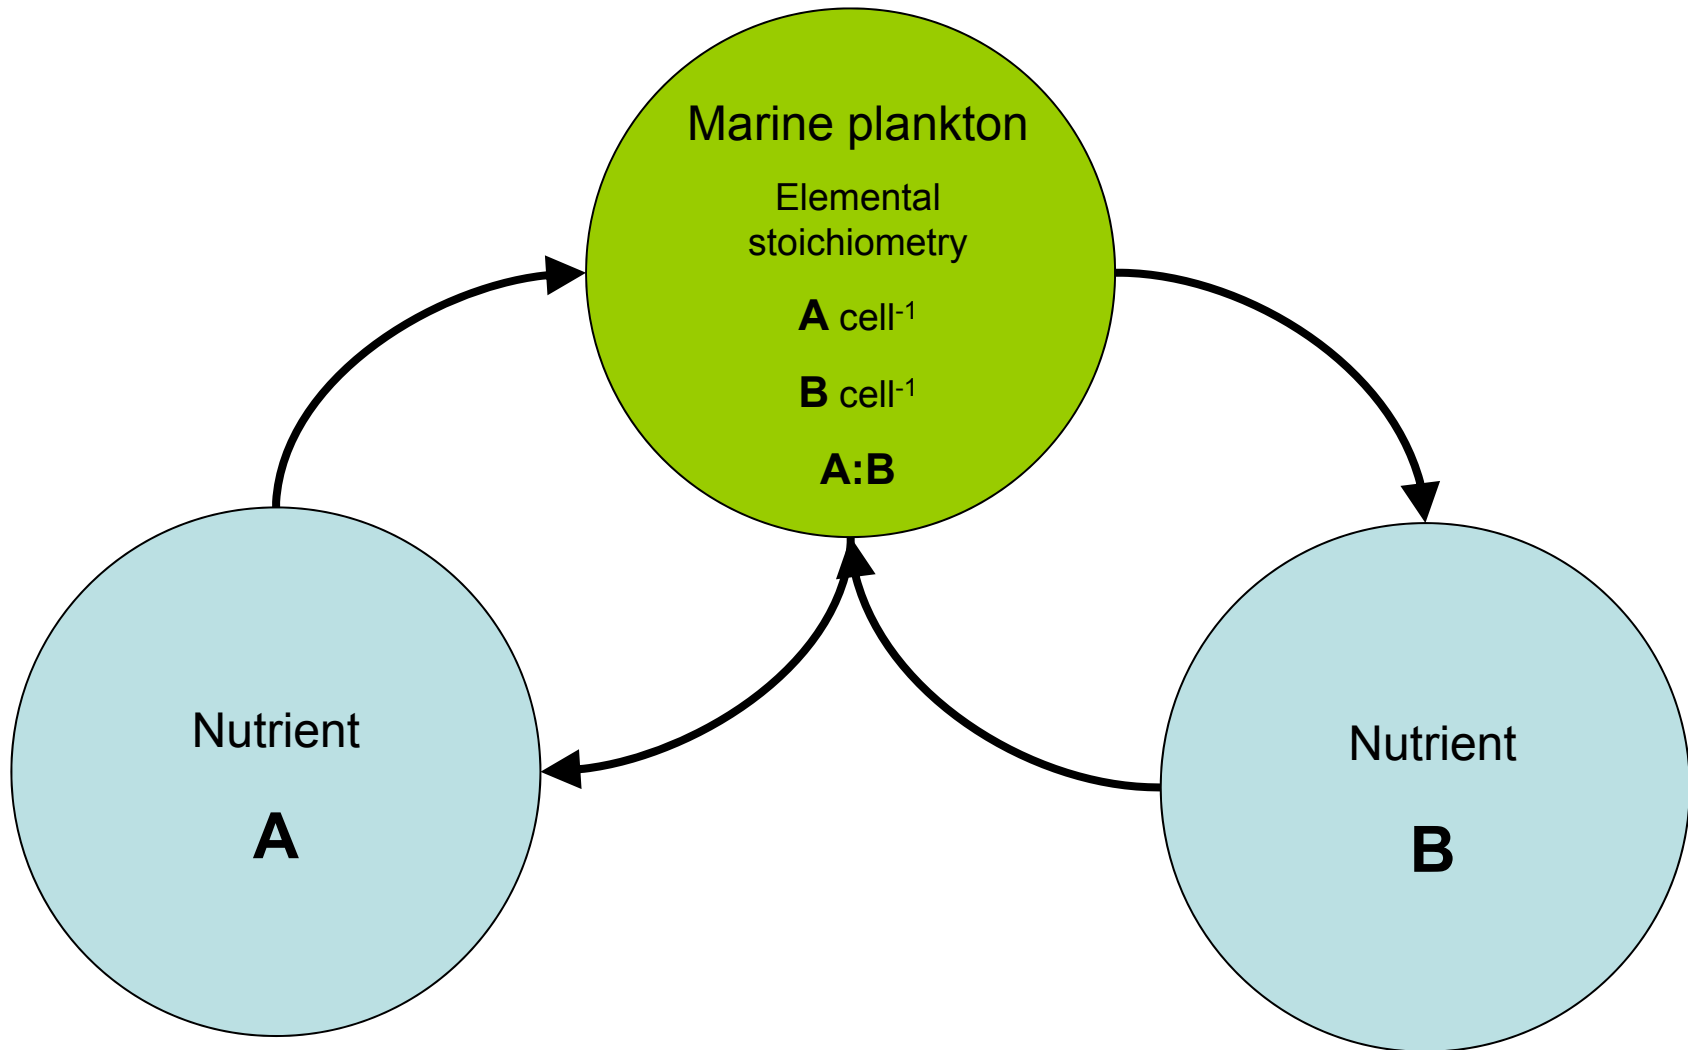 Marine plankton
Elemental
stoichiometry
A cell⁻¹
B cell⁻¹
A:B
Nutrient
A
Nutrient
B